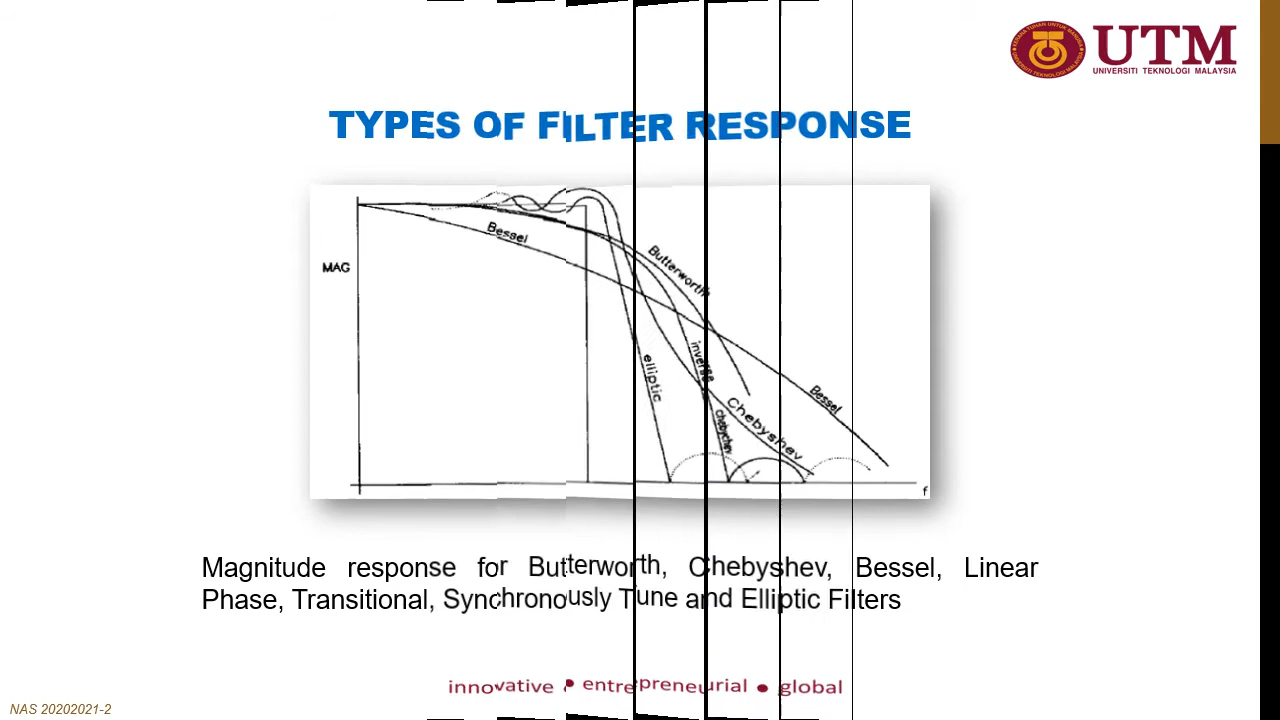 UTM
UNIVERSITI TEKNOLOGI MALAYSIA
TYPES OF FILTER RESPONSE
Bessel
Butterworth
MAG
elliptic
inverse
Chebychev
Chebyshev
Bessel
f
Magnitude response for Butterworth, Chebyshev, Bessel, Linear
Phase, Transitional, Synchronously Tune and Elliptic Filters
innovative ● entrepreneurial ● global
NAS 20202021-2